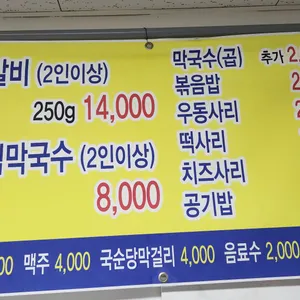 갈비 (2인이상)
250g 14,000
막국수 (2인이상)
8,000
막국수(곱) 추가 2
볶음밥 2
우동사리
떡사리
치즈사리
공기밥
00 맥주 4,000 국순당막걸리 4,000 음료수 2,000